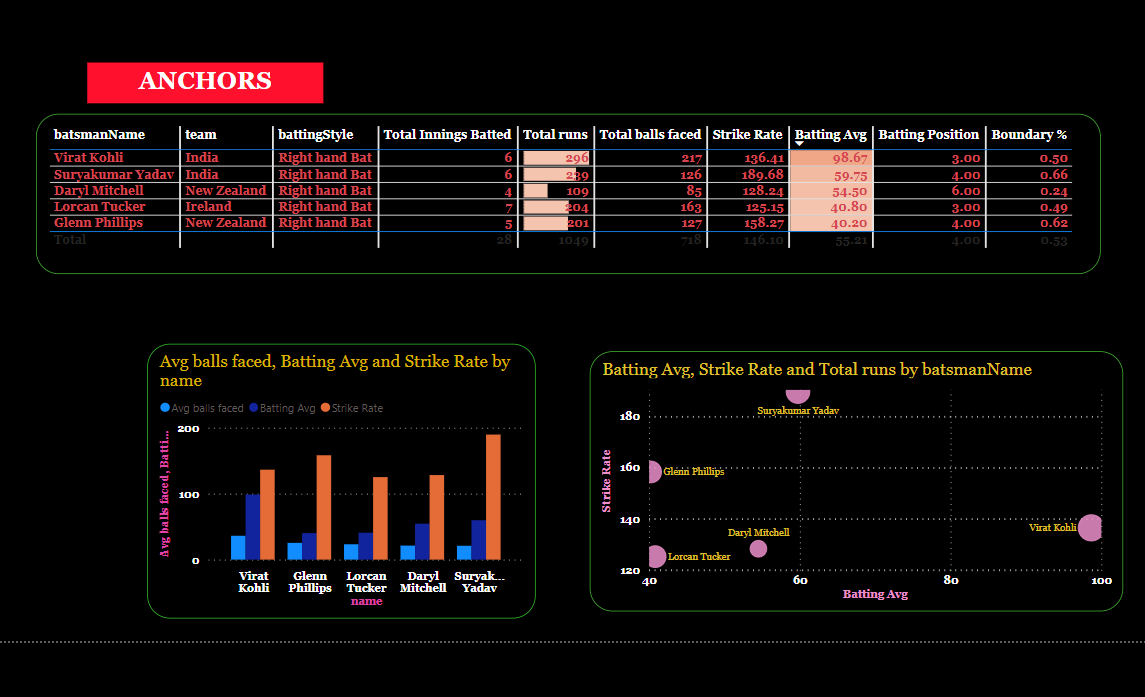 ANCHORS
batsmanName team battingStyle Total Innings Batted Total runs Total balls faced Strike Rate Batting Avg Batting Position Boundary %
Virat Kohli India Right hand Bat 6 296 217 136.41 98.67 3.00 0.50
Suryakumar Yadav India Right hand Bat 6 239 126 189.68 59.75 4.00 0.66
Daryl Mitchell New Zealand Right hand Bat 4 109 85 128.24 54.50 6.00 0.24
Lorcan Tucker Ireland Right hand Bat 7 204 163 125.15 40.80 3.00 0.49
Glenn Phillips New Zealand Right hand Bat 5 201 127 158.27 40.20 4.00 0.62
Total 28 1049 718 146.10 55.21 4.00 0.53
Avg balls faced, Batting Avg and Strike Rate by
name
Avg balls faced Batting Avg Strike Rate
Avg balls faced, Batti...
200
100
0
Virat Glenn Lorcan Daryl Suryak...
Kohli Phillips Tucker Mitchell Yadav
name
Batting Avg, Strike Rate and Total runs by batsmanName
Strike Rate
180
160
140
120
Suryakumar Yadav
Glenn Phillips
Virat Kohli
Daryl Mitchell
Lorcan Tucker
40 60 80 100
Batting Avg